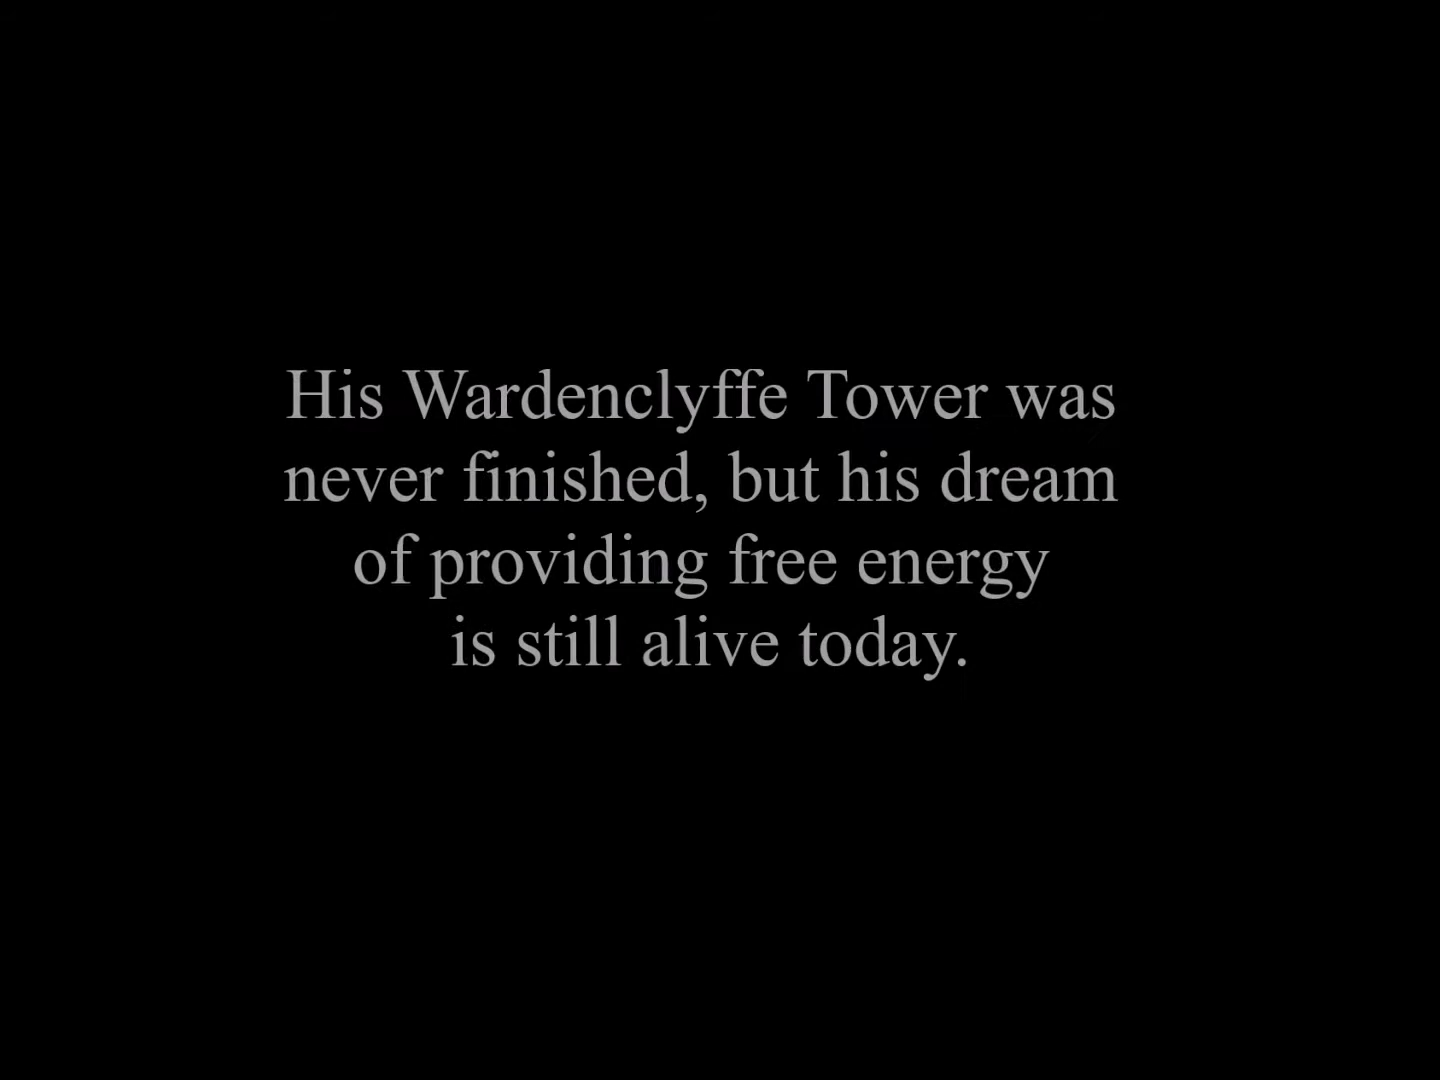 His Wardenclyffe Tower was
never finished, but his dream
of providing free energy
is still alive today.